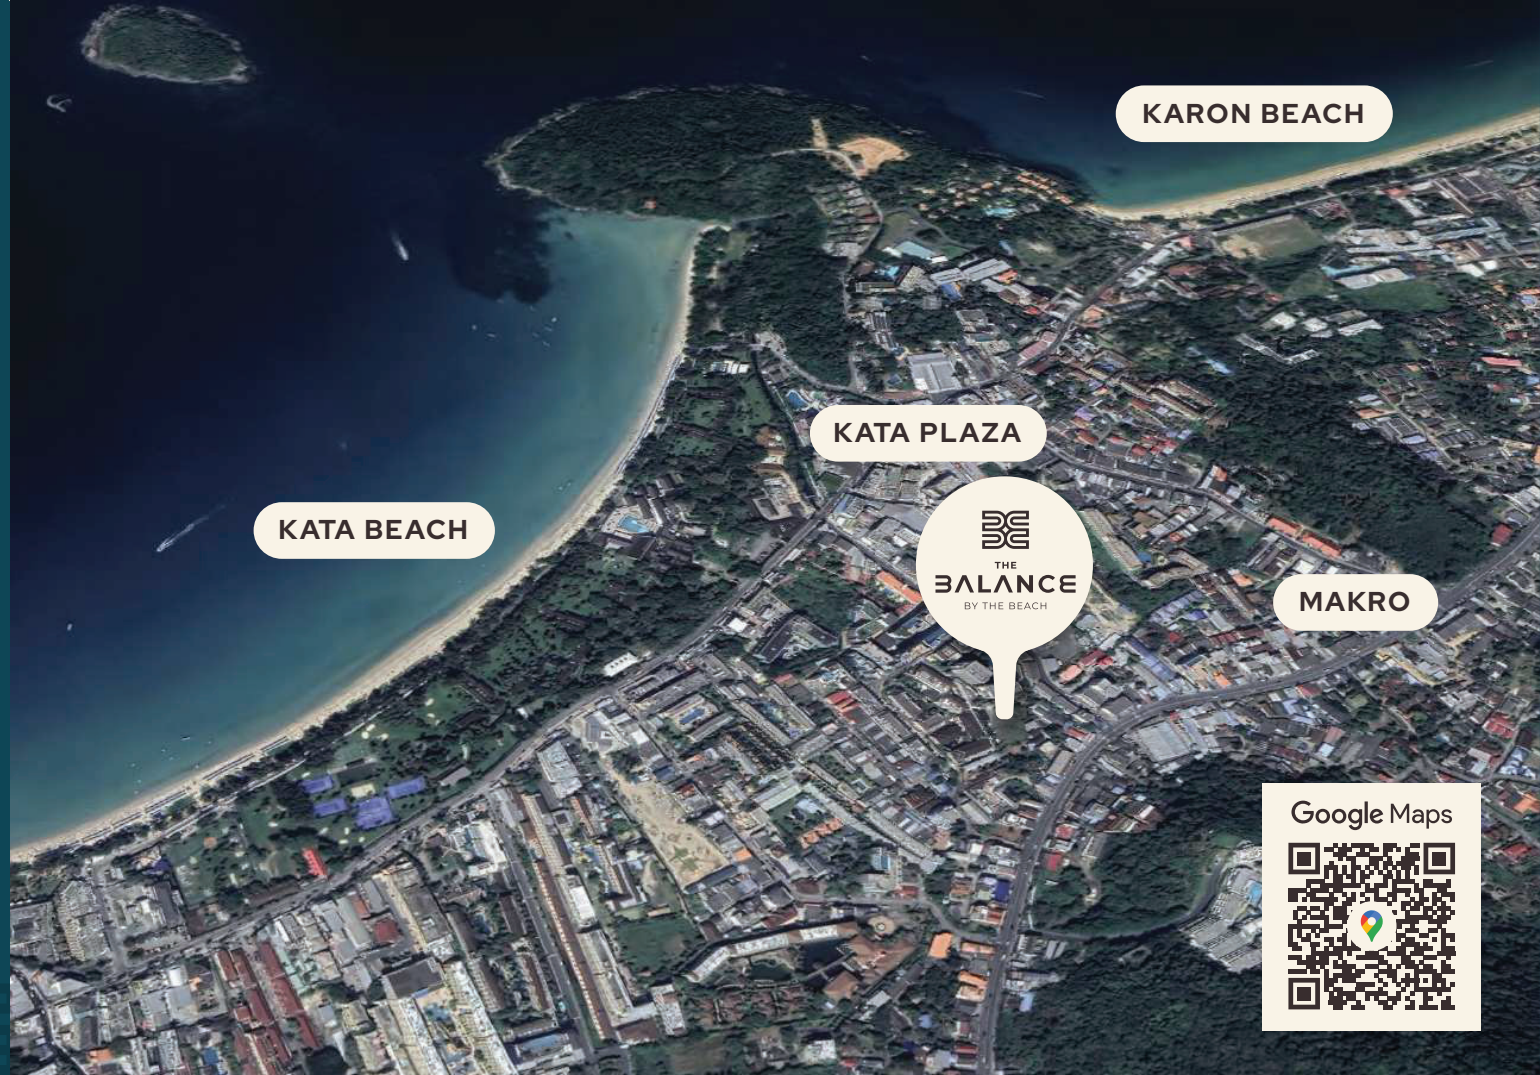 KARON BEACH
KATA PLAZA
KATA BEACH
THE
BALANCE
BY THE BEACH
MAKRO
Google Maps